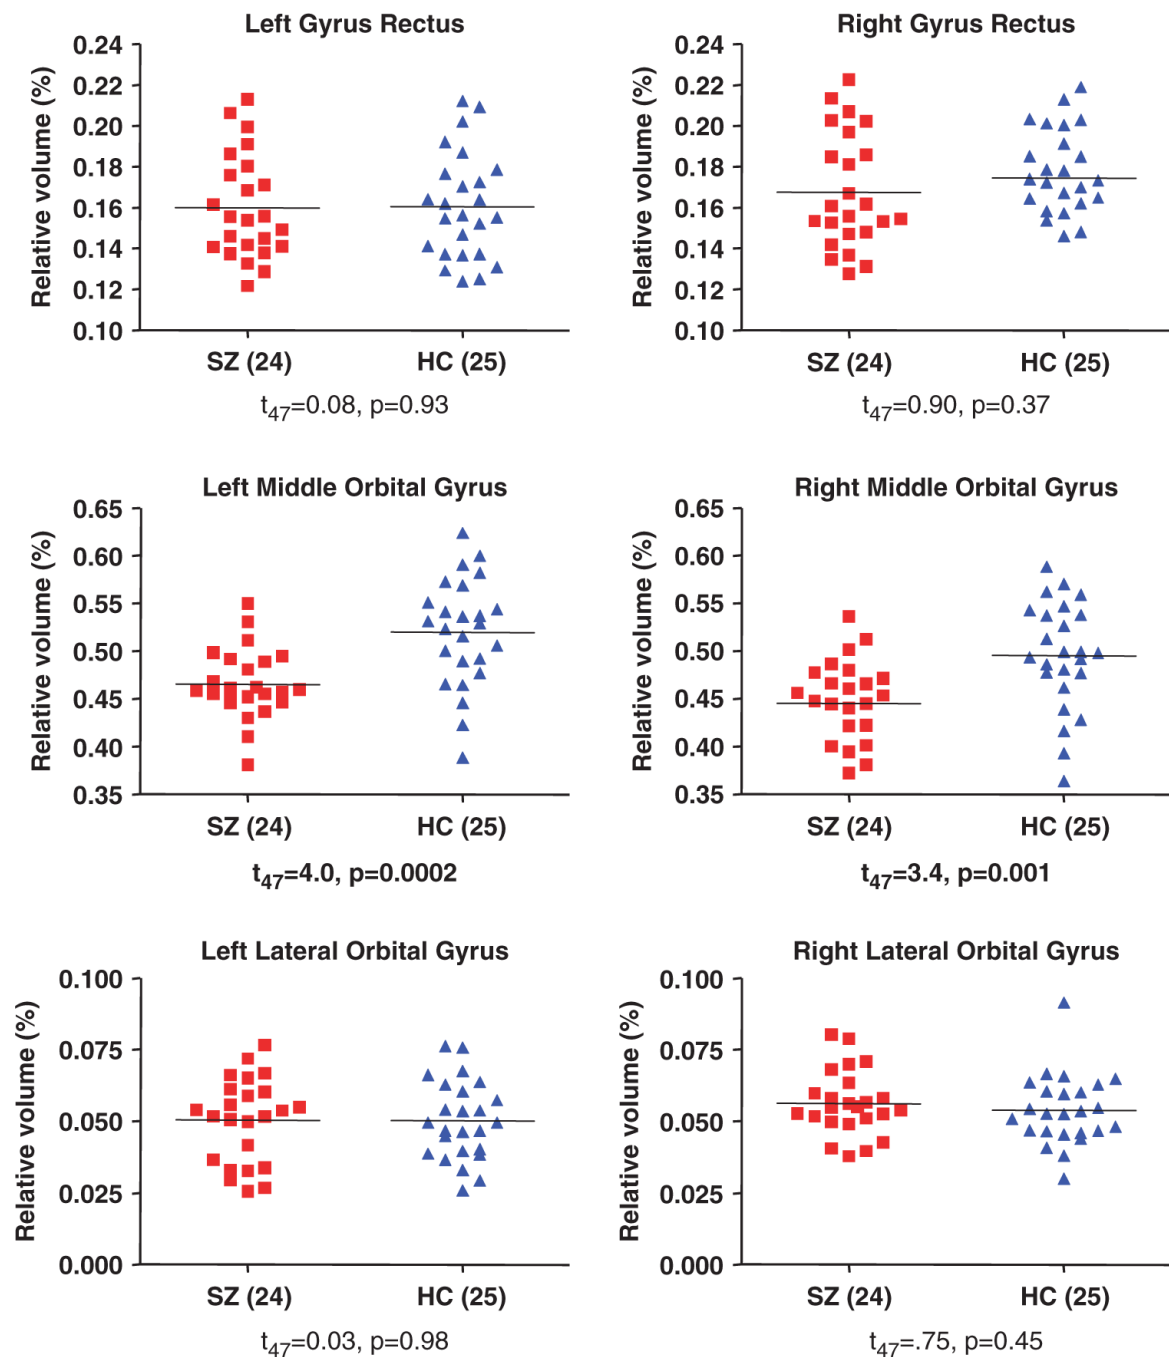 Left Gyrus Rectus
Relative volume (%)
0.24
0.22
0.20
0.18
0.16
0.14
0.12
0.10
SZ (24) HC (25)
t47=0.08, p=0.93
Right Gyrus Rectus
Relative volume (%)
0.24
0.22
0.20
0.18
0.16
0.14
0.12
0.10
SZ (24) HC (25)
t47=0.90, p=0.37
Left Middle Orbital Gyrus
Relative volume (%)
0.65
0.60
0.55
0.50
0.45
0.40
0.35
SZ (24) HC (25)
t47=4.0, p=0.0002
Right Middle Orbital Gyrus
Relative volume (%)
0.65
0.60
0.55
0.50
0.45
0.40
0.35
SZ (24) HC (25)
t47=3.4, p=0.001
Left Lateral Orbital Gyrus
Relative volume (%)
0.100
0.075
0.050
0.025
0.000
SZ (24) HC (25)
t47=0.03, p=0.98
Right Lateral Orbital Gyrus
Relative volume (%)
0.100
0.075
0.050
0.025
0.000
SZ (24) HC (25)
t47=.75, p=0.45